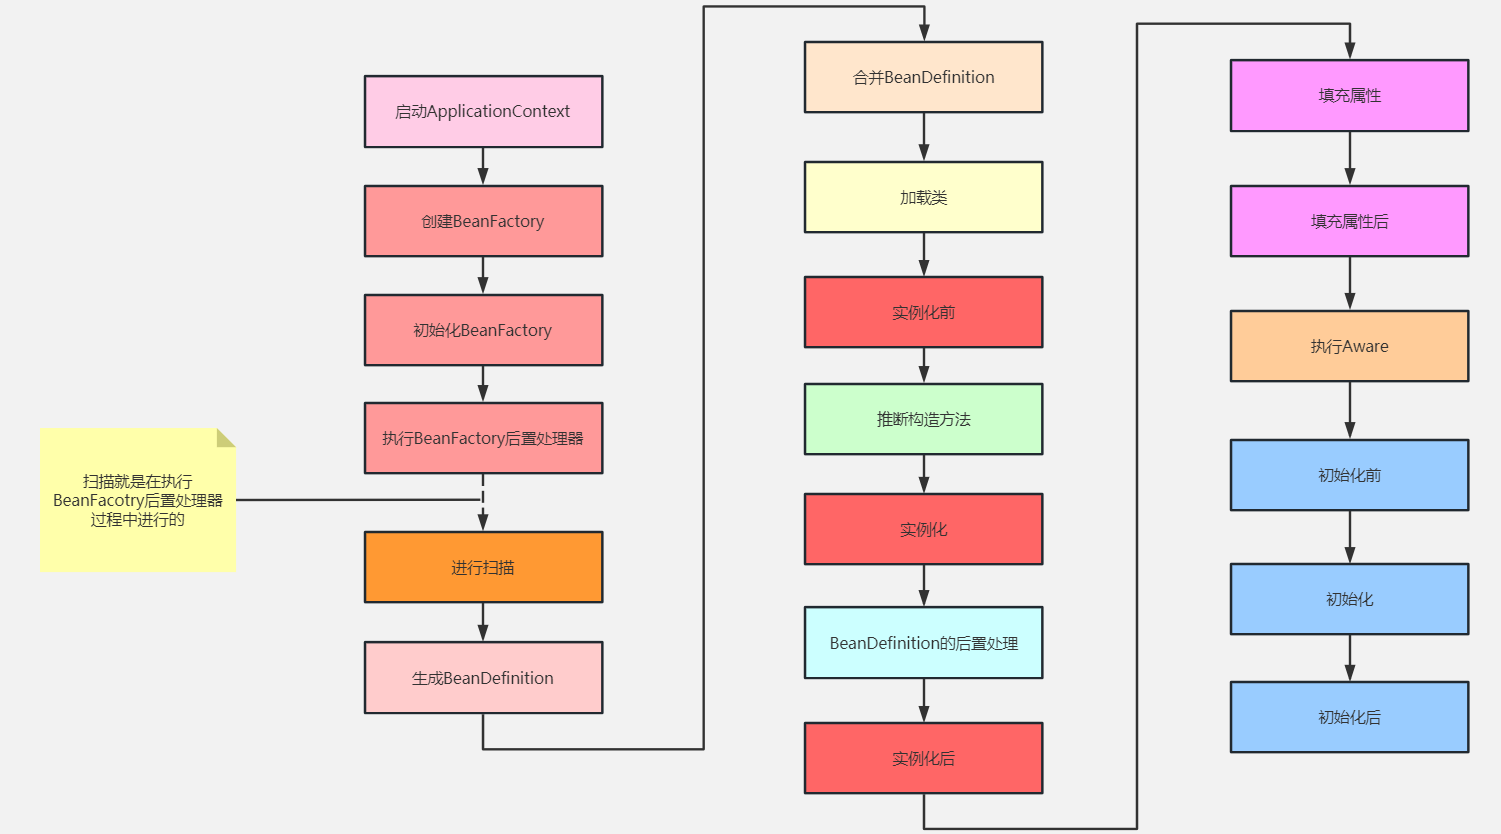 启动ApplicationContext
创建BeanFactory
初始化BeanFactory
执行BeanFactory后置处理器
扫描就是在执行
BeanFacotry后置处理器
过程中进行的
进行扫描
生成BeanDefinition
合并BeanDefinition
加载类
实例化前
推断构造方法
实例化
BeanDefinition的后置处理
实例化后
填充属性
填充属性后
执行Aware
初始化前
初始化
初始化后